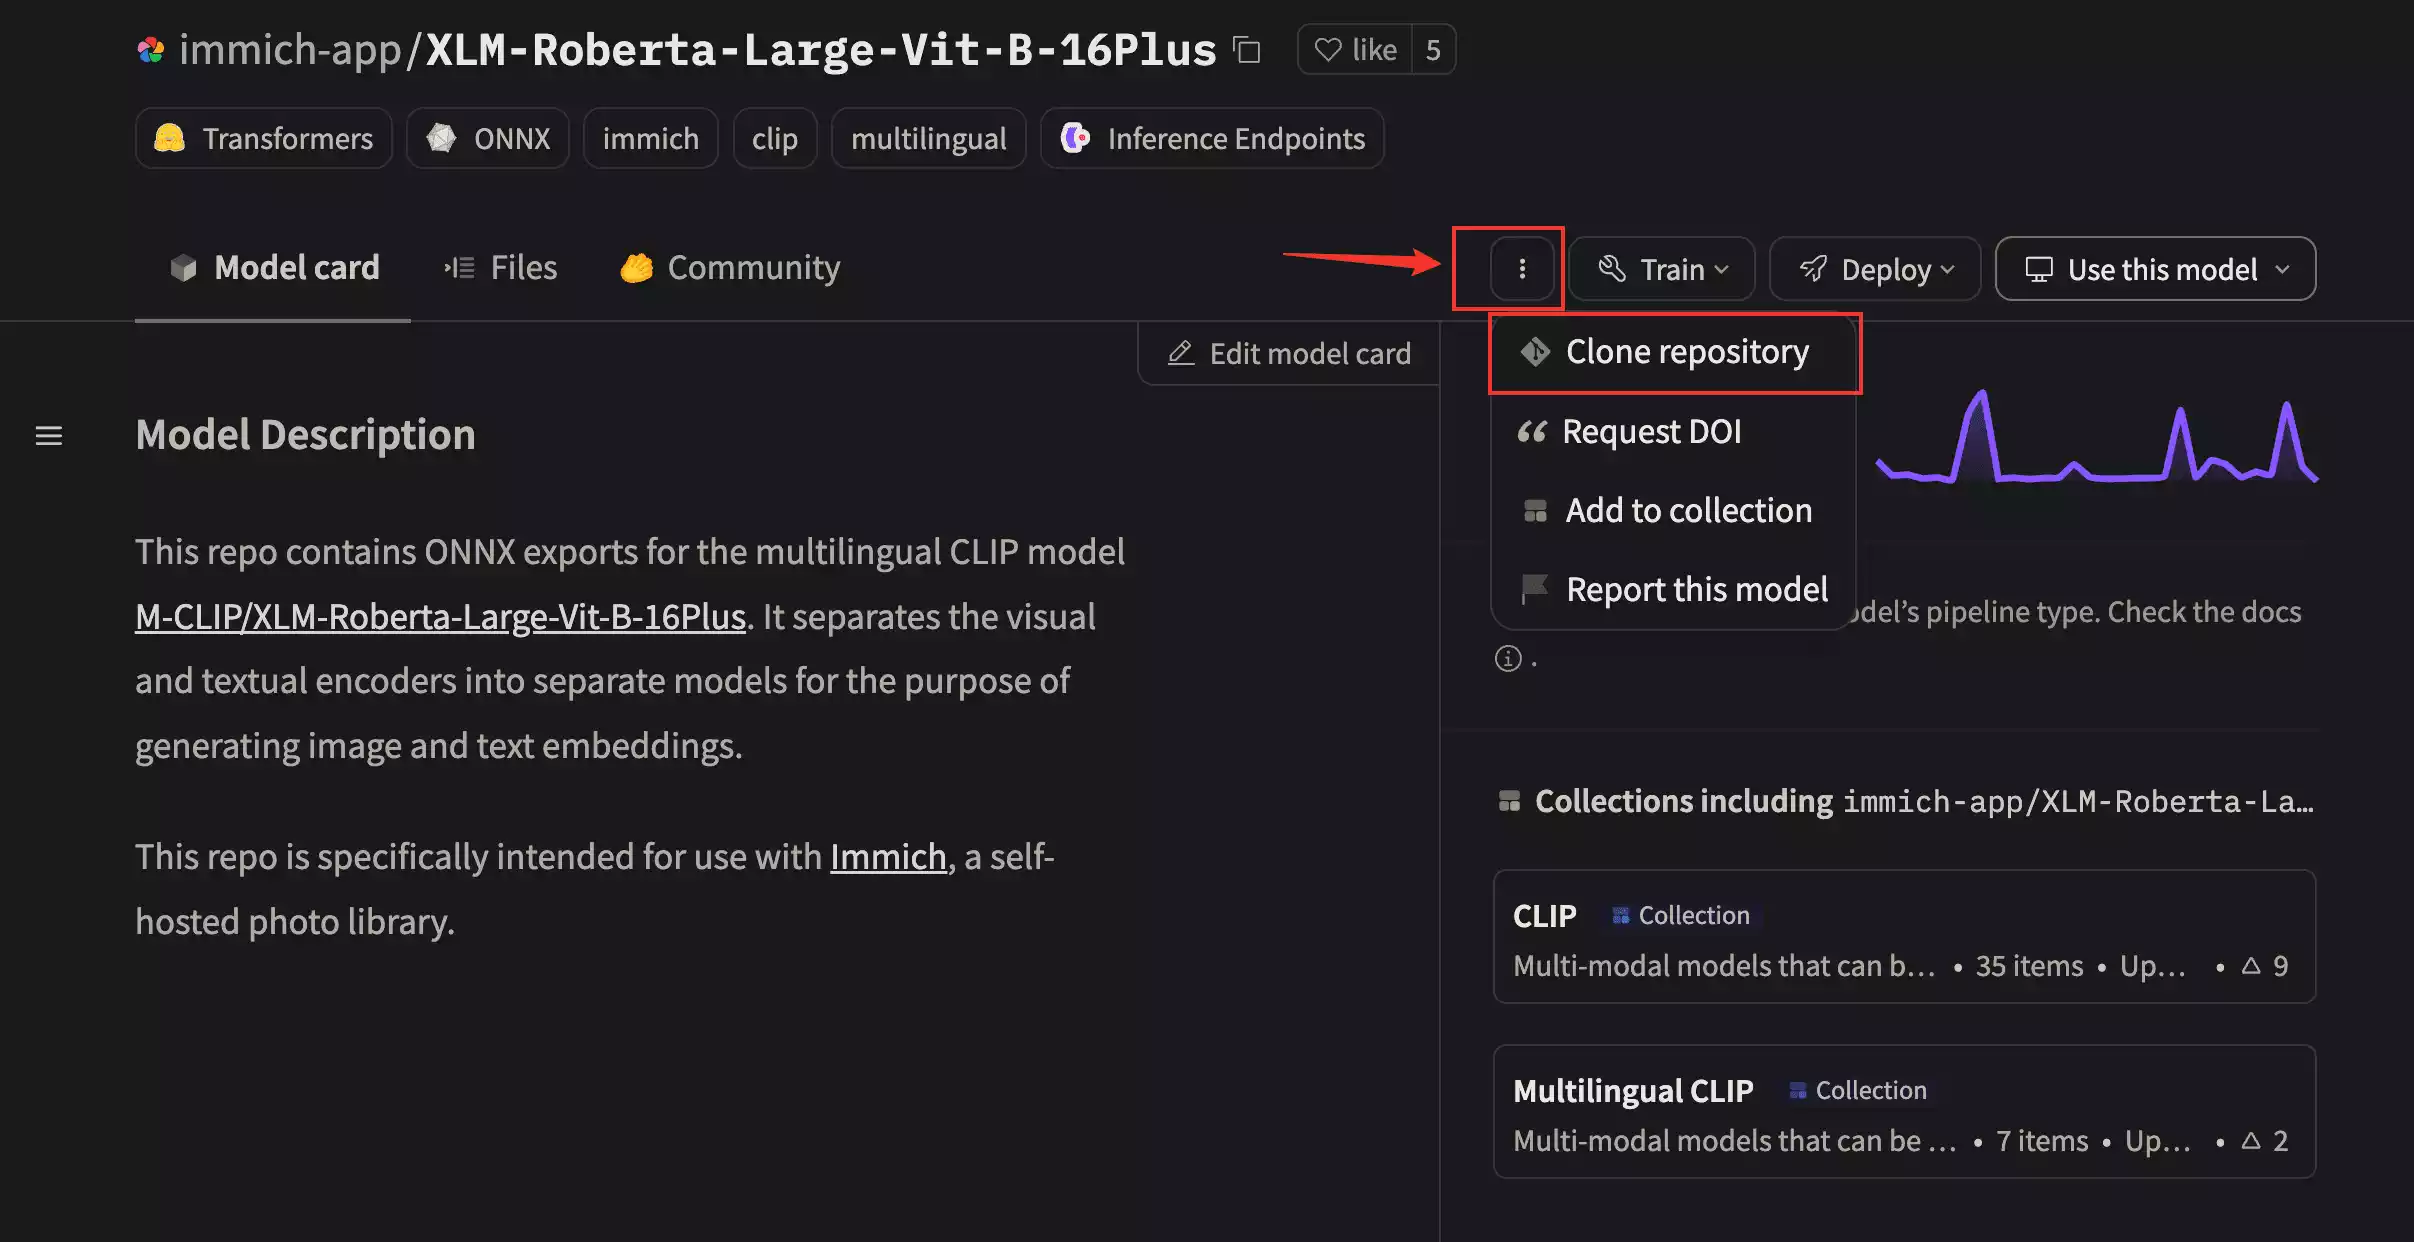 immich-app/XLM-Roberta-Large-Vit-B-16Plus like 5
Transformers ONNX immich clip multilingual Inference Endpoints
Model card Files Community Train Deploy Use this model
Edit model card
Clone repository
Request DOI
Add to collection
Report this model
Model Description
This repo contains ONNX exports for the multilingual CLIP model
M-CLIP/XLM-Roberta-Large-Vit-B-16Plus. It separates the visual
and textual encoders into separate models for the purpose of
generating image and text embeddings.
This repo is specifically intended for use with Immich, a self-
hosted photo library.
odel’s pipeline type. Check the docs
.
Collections including immich-app/XLM-Roberta-La…
CLIP Collection
Multi-modal models that can b… • 35 items • Up… • 9
Multilingual CLIP Collection
Multi-modal models that can be … • 7 items • Up… • 2